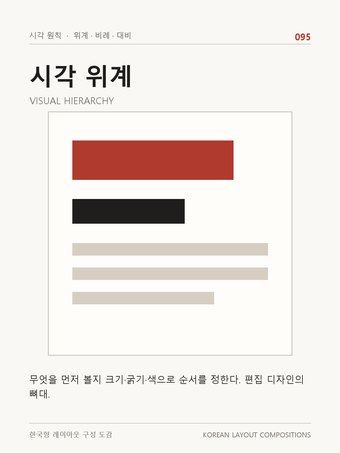 시각 원칙 · 위계·비례·대비
095
시각 위계
VISUAL HIERARCHY
무엇을 먼저 볼지 크기·굵기·색으로 순서를 정한다. 편집 디자인의
뼈대.
한국형 레이아웃 구성 도감
KOREAN LAYOUT COMPOSITIONS